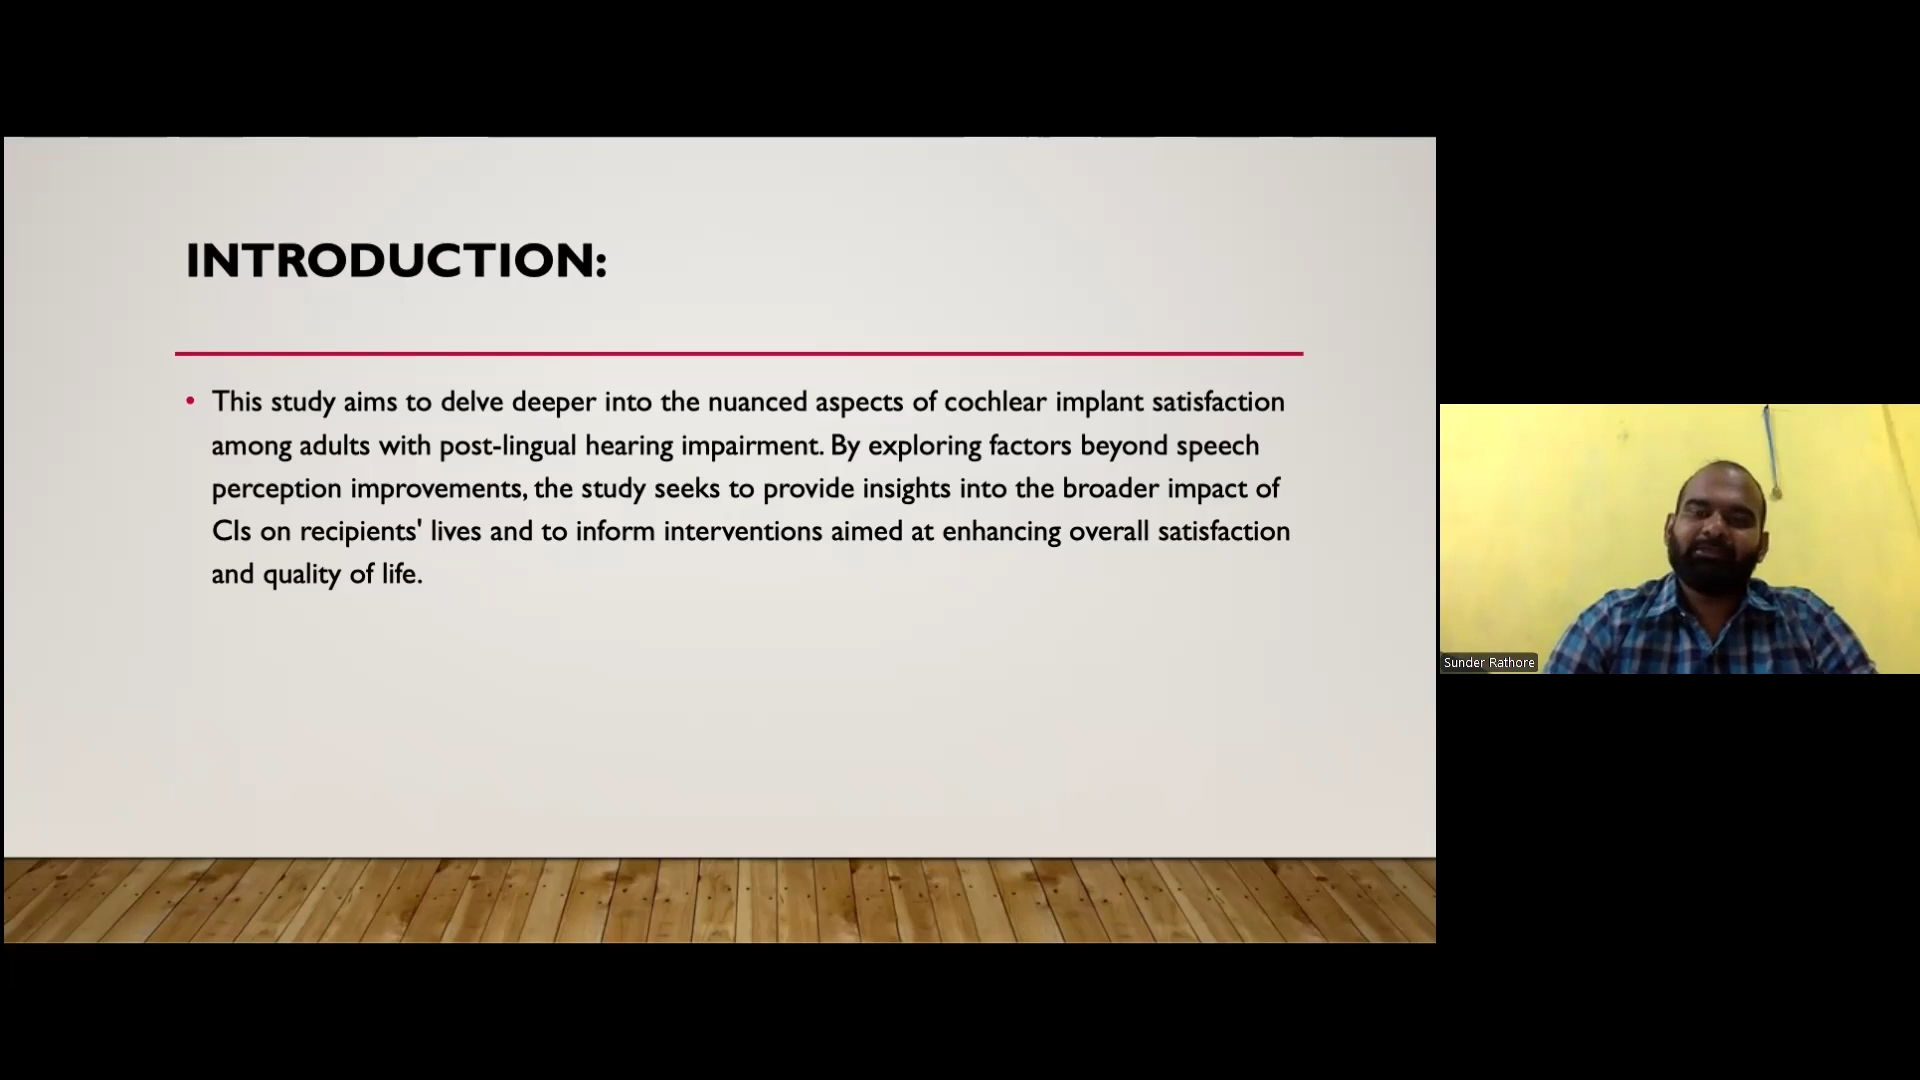 INTRODUCTION:
• This study aims to delve deeper into the nuanced aspects of cochlear implant satisfaction
among adults with post-lingual hearing impairment. By exploring factors beyond speech
perception improvements, the study seeks to provide insights into the broader impact of
CIs on recipients' lives and to inform interventions aimed at enhancing overall satisfaction
and quality of life.
Sunder Rathore